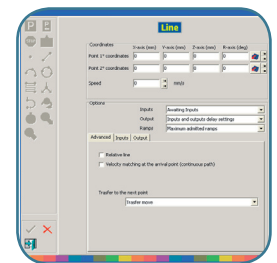 Line
Coordinates X-axis (mm) Y-axis (mm) Z-axis (mm) R-axis (deg)
Point 1° coordinates 0 0 0 0
Point 2° coordinates 0 0 0 0
Speed 0 mm/s
Options
Inputs Awaiting Inputs
Output Inputs and outputs delay settings
Ramps Maximum admitted ramps
Advanced Inputs Output
Relative line
Velocity matching at the arrival point (continuous path)
Trasfer to the next point
Trasfer move